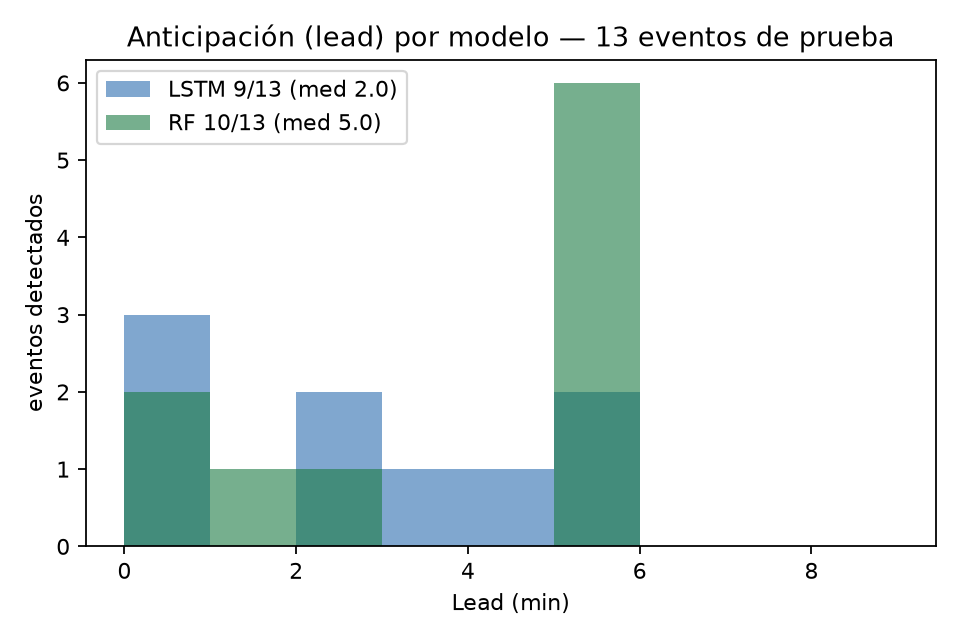 Anticipación (lead) por modelo — 13 eventos de prueba
LSTM 9/13 (med 2.0)
RF 10/13 (med 5.0)
eventos detectados
6
5
4
3
2
1
0
0 2 4 6 8
Lead (min)